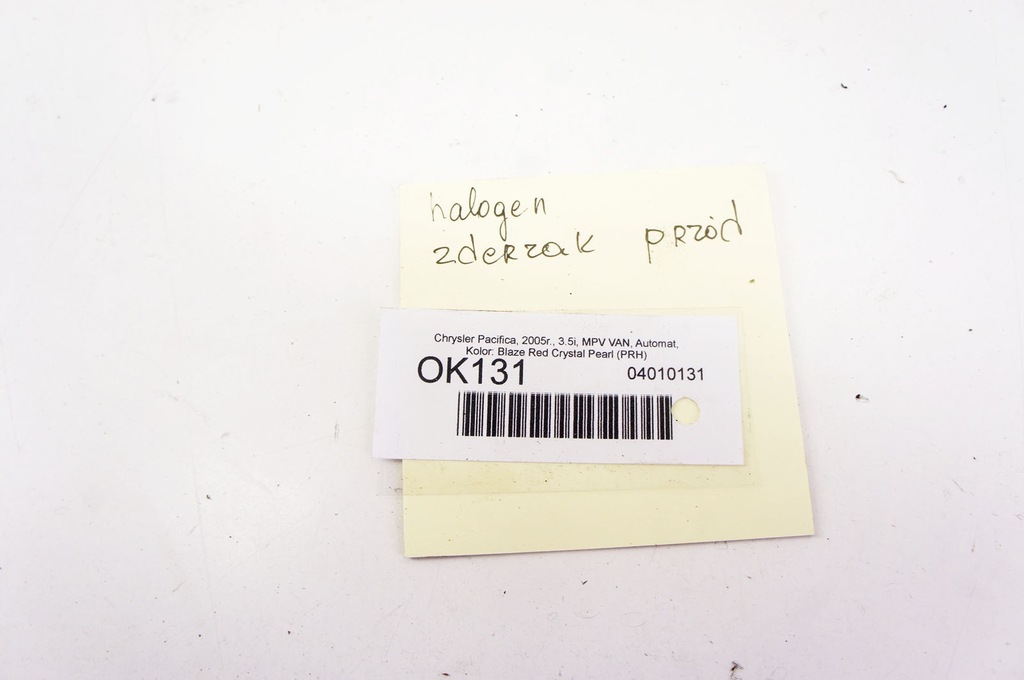 halogen
zderzak przód
Chrysler Pacifica, 2005r., 3.5i, MPV VAN, Automat,
Kolor: Blaze Red Crystal Pearl (PRH)
OK131 04010131